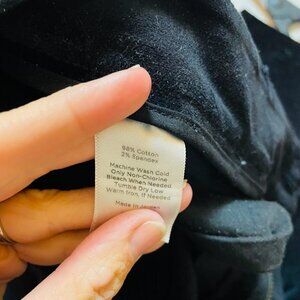 98% Cotton
2% Spandex
Machine Wash Cold
Only Non-Chlorine
Bleach When Needed
Tumble Dry Low
Warm Iron, If Needed
Made in Jordan